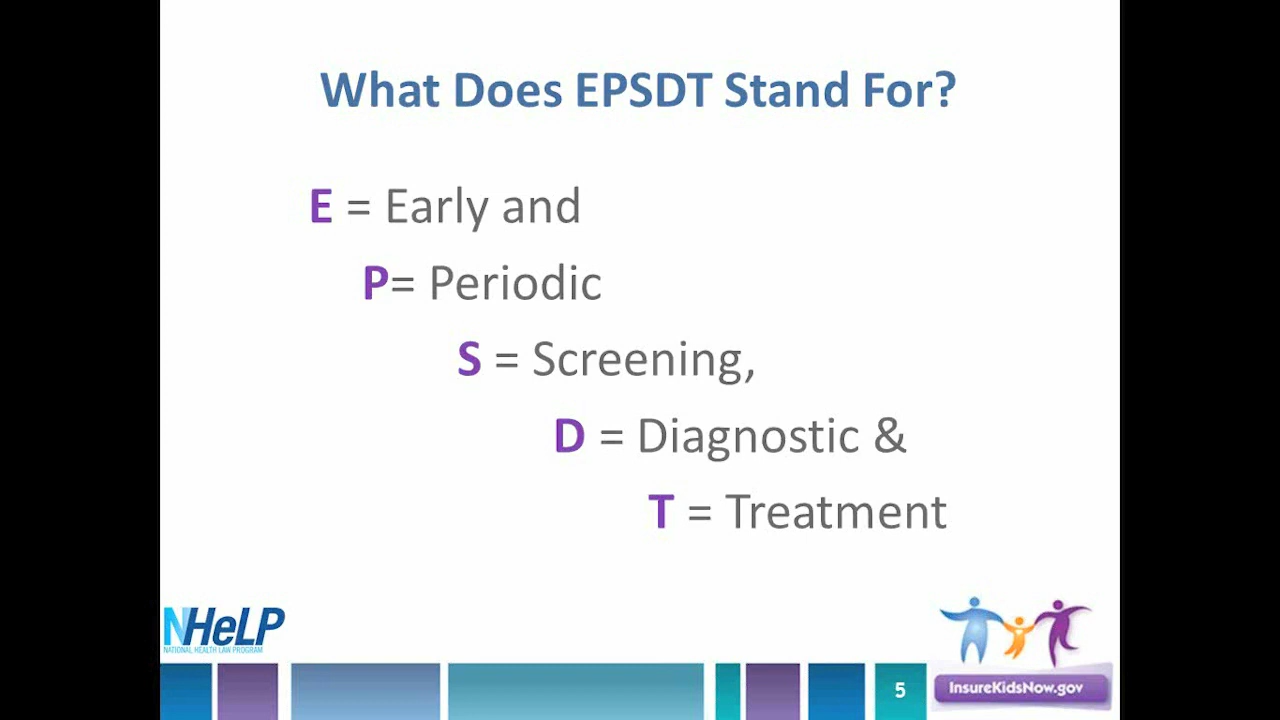 What Does EPSDT Stand For?
E = Early and
P= Periodic
S = Screening,
D = Diagnostic &
T = Treatment
NHeLP
NATIONAL HEALTH LAW PROGRAM
5
InsureKidsNow.gov